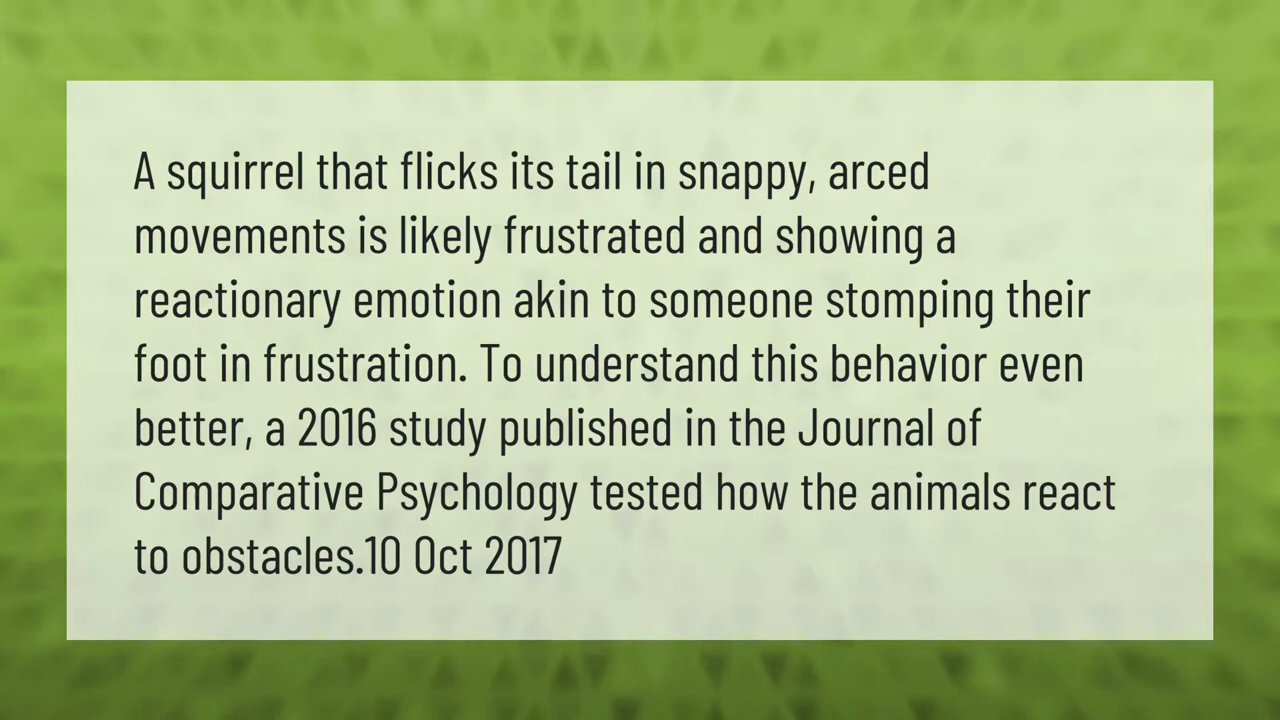 A squirrel that flicks its tail in snappy, arced
movements is likely frustrated and showing a
reactionary emotion akin to someone stomping their
foot in frustration. To understand this behavior even
better, a 2016 study published in the Journal of
Comparative Psychology tested how the animals react
to obstacles.10 Oct 2017